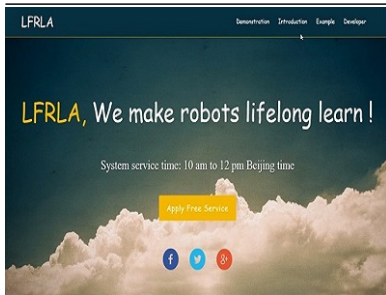 LFRLA
Demonstration Introduction Example Developer
LFRLA, We make robots lifelong learn !
System service time: 10 am to 12 pm Beijing time
Apply Free Service
f
g+